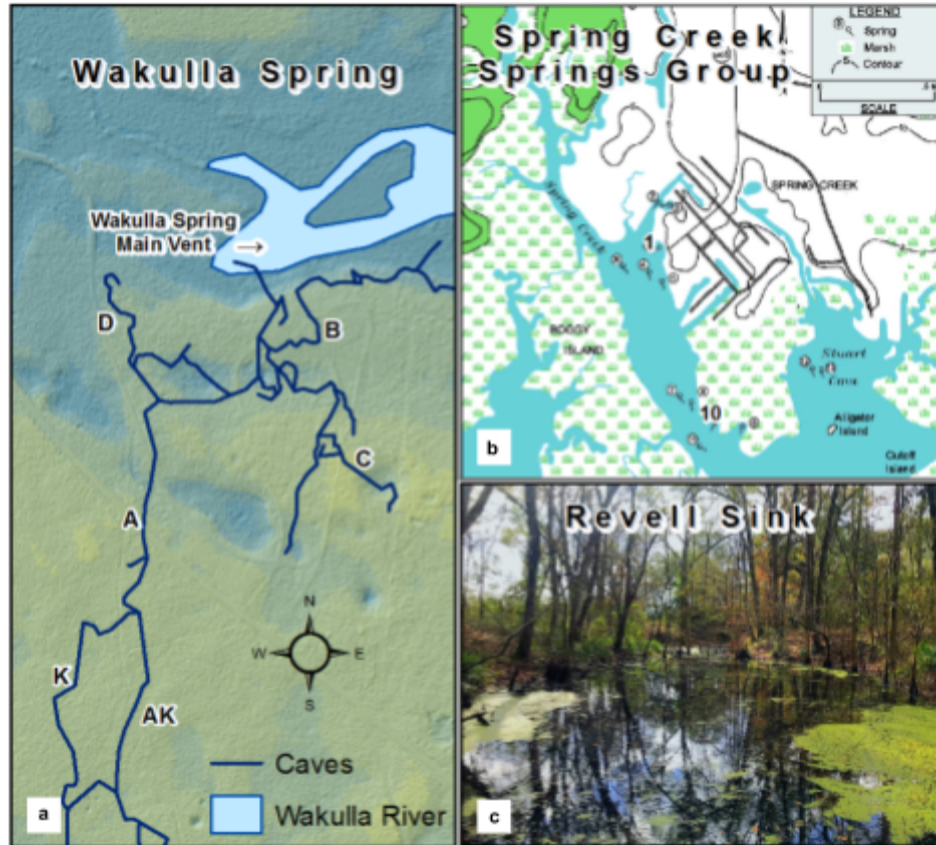 Wakulla Spring
Wakulla Spring
Main Vent →
D
B
C
A
K
AK
N
W
E
S
Caves
Wakulla River
a
Spring Creek
Springs Group
LEGEND
Spring
Marsh
Contour
SCALE
SPRING CREEK
Spring Creek
1
BOGGY
ISLAND
10
Stuart
Cove
Alligator
Island
Cutoff
Island
b
Revell Sink
c